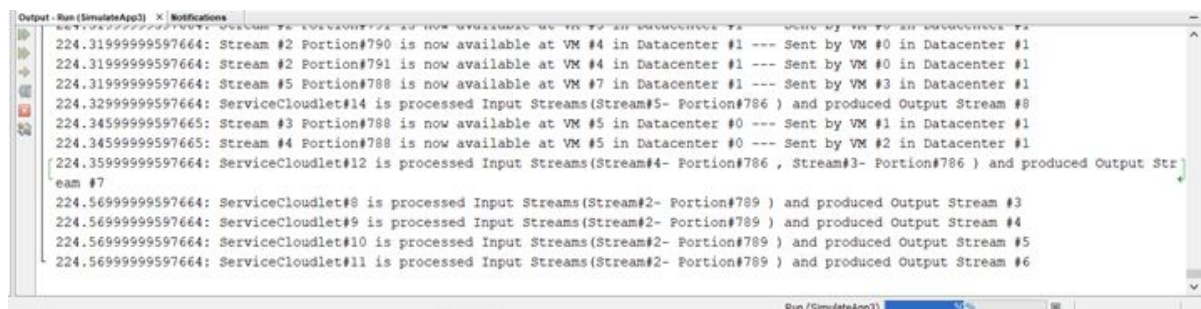 Output - Run (SimulateApp3) × Notifications
224.31999999597664: Stream #2 Portion#790 is now available at VM #4 in Datacenter #1 --- Sent by VM #0 in Datacenter #1
224.31999999597664: Stream #2 Portion#791 is now available at VM #4 in Datacenter #1 --- Sent by VM #0 in Datacenter #1
224.31999999597664: Stream #5 Portion#788 is now available at VM #7 in Datacenter #1 --- Sent by VM #3 in Datacenter #1
224.32999999597664: ServiceCloudlet#14 is processed Input Streams(Stream#5- Portion#786 ) and produced Output Stream #8
224.34599999597665: Stream #3 Portion#788 is now available at VM #5 in Datacenter #0 --- Sent by VM #1 in Datacenter #1
224.34599999597665: Stream #4 Portion#788 is now available at VM #5 in Datacenter #0 --- Sent by VM #2 in Datacenter #1
224.35999999597664: ServiceCloudlet#12 is processed Input Streams(Stream#4- Portion#786 , Stream#3- Portion#786 ) and produced Output Str
eam #7
224.56999999597664: ServiceCloudlet#8 is processed Input Streams(Stream#2- Portion#789 ) and produced Output Stream #3
224.56999999597664: ServiceCloudlet#9 is processed Input Streams(Stream#2- Portion#789 ) and produced Output Stream #4
224.56999999597664: ServiceCloudlet#10 is processed Input Streams(Stream#2- Portion#789 ) and produced Output Stream #5
224.56999999597664: ServiceCloudlet#11 is processed Input Streams(Stream#2- Portion#789 ) and produced Output Stream #6
Run (SimulateApp3)